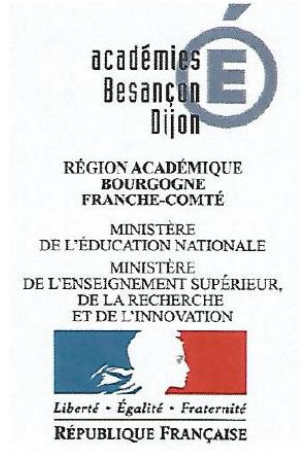 académies
Besançon
Dijon
É
RÉGION ACADÉMIQUE
BOURGOGNE
FRANCHE-COMTÉ
MINISTÈRE
DE L'ÉDUCATION NATIONALE
MINISTÈRE
DE L'ENSEIGNEMENT SUPÉRIEUR,
DE LA RECHERCHE
ET DE L'INNOVATION
Liberté • Égalité • Fraternité
RÉPUBLIQUE FRANÇAISE